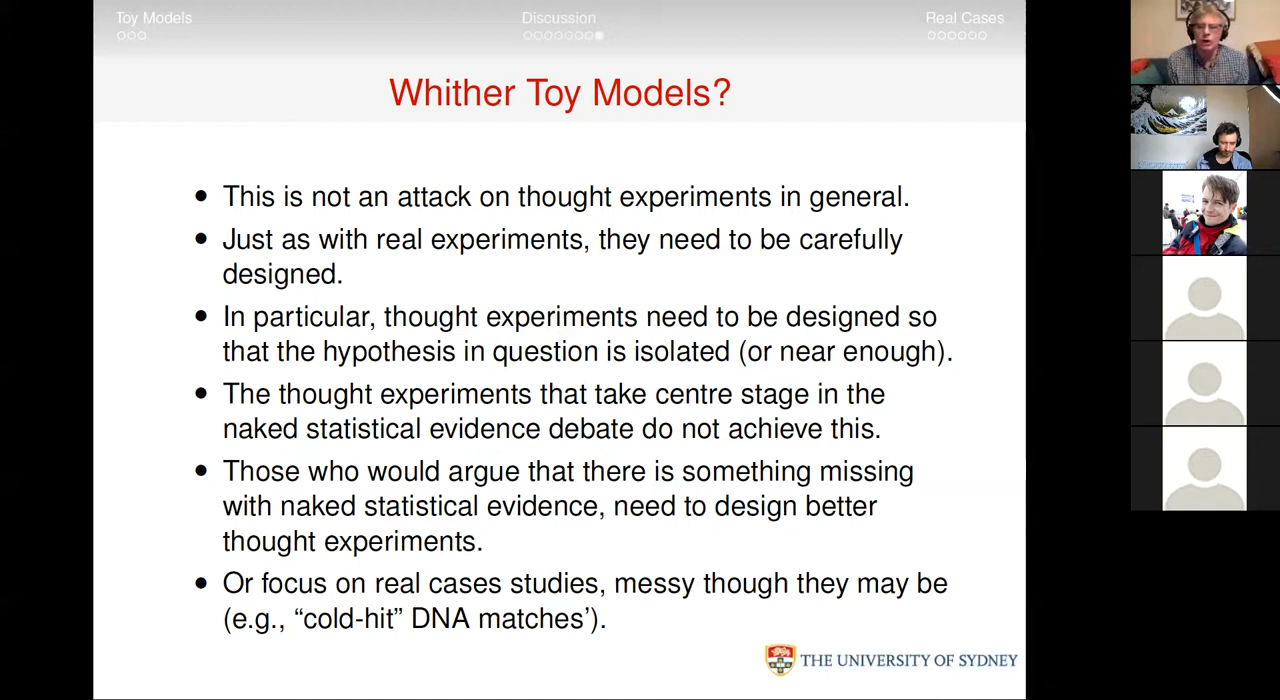 Toy Models
Discussion
Real Cases
Whither Toy Models?
• This is not an attack on thought experiments in general.
• Just as with real experiments, they need to be carefully
designed.
• In particular, thought experiments need to be designed so
that the hypothesis in question is isolated (or near enough).
• The thought experiments that take centre stage in the
naked statistical evidence debate do not achieve this.
• Those who would argue that there is something missing
with naked statistical evidence, need to design better
thought experiments.
• Or focus on real cases studies, messy though they may be
(e.g., “cold-hit” DNA matches’).
THE UNIVERSITY OF SYDNEY